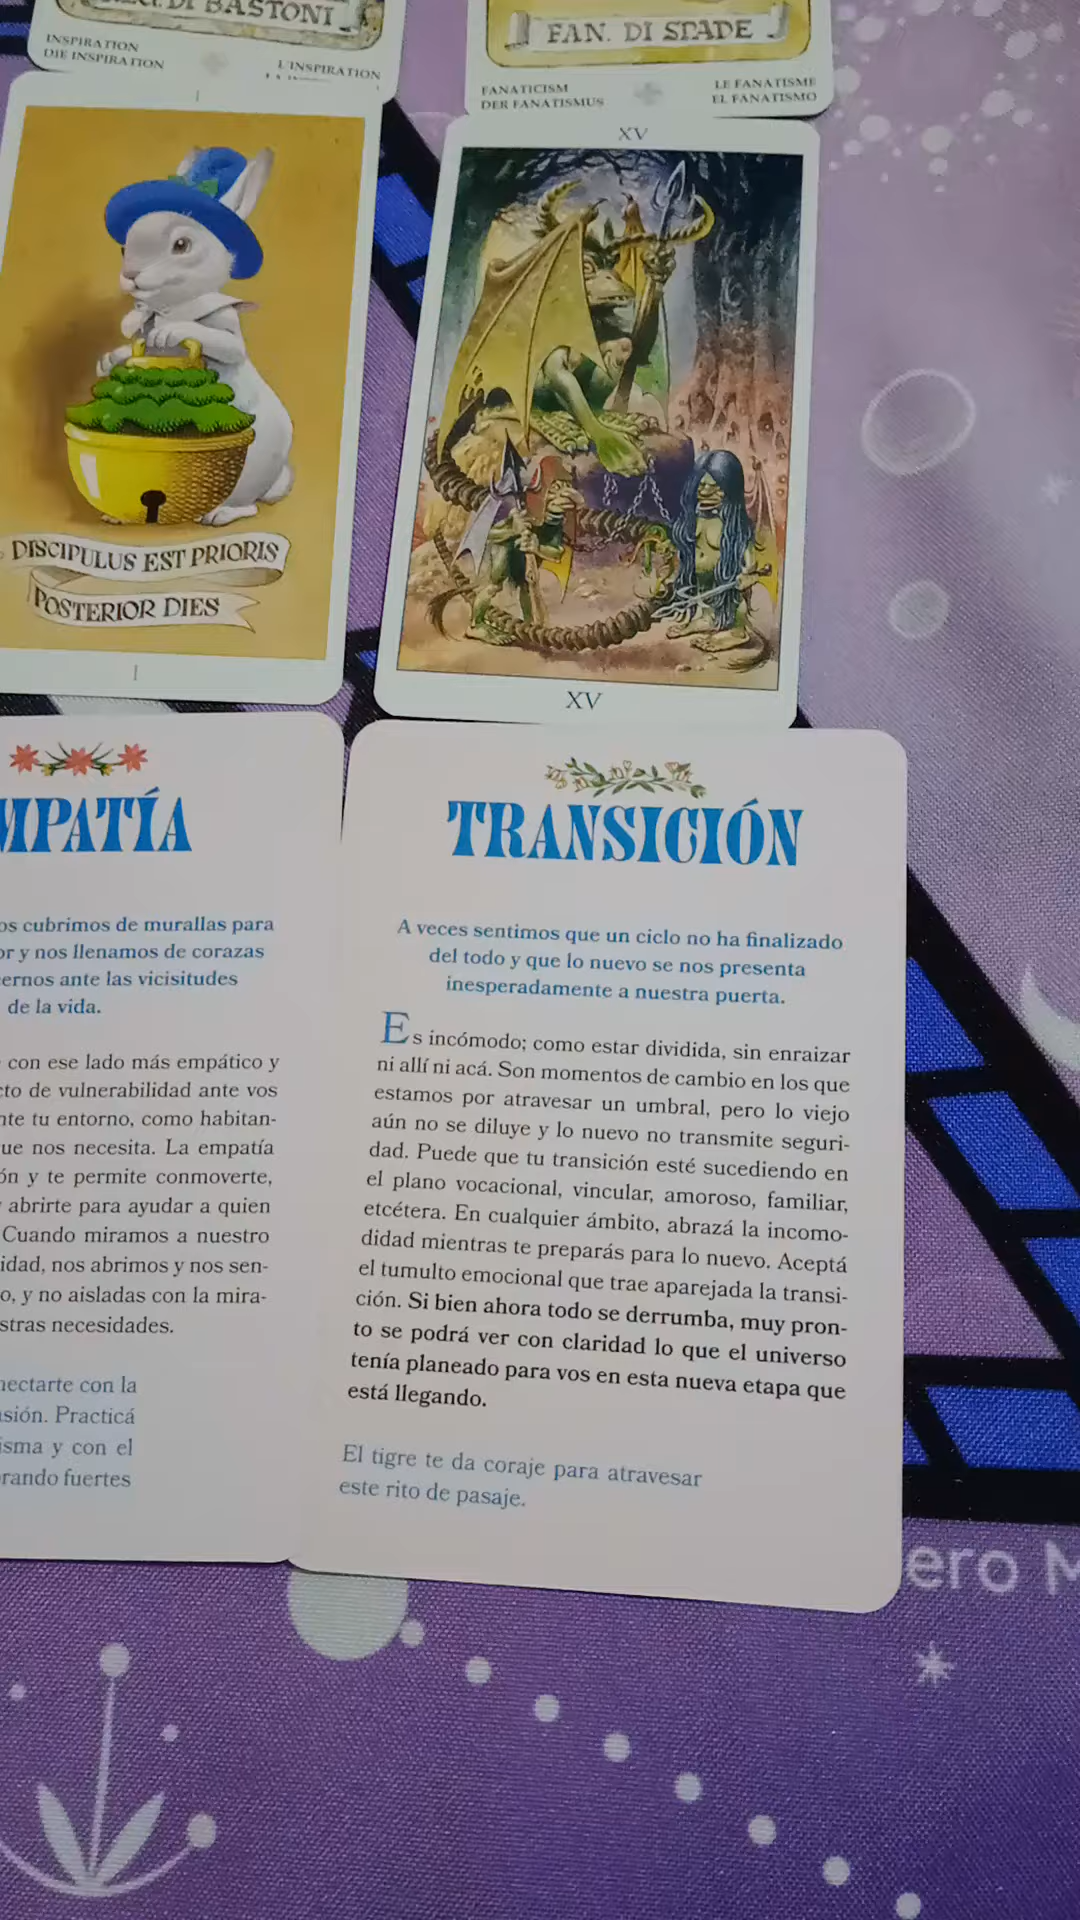 DI BASTONI
INSPIRATION
DIE INSPIRATION
L'INSPIRATION
FAN. DI SPADE
FANATICISM
DER FANATISMUS
LE FANATISME
EL FANATISMO
I
DISCIPULUS EST PRIORIS
POSTERIOR DIES
I
XV
XV
MPATÍA
os cubrimos de murallas para
or y nos llenamos de corazas
ernos ante las vicisitudes
de la vida.
con ese lado más empático y
cto de vulnerabilidad ante vos
nte tu entorno, como habitan-
ue nos necesita. La empatía
ón y te permite conmoverte,
abrirte para ayudar a quien
Cuando miramos a nuestro
idad, nos abrimos y nos sen-
o, y no aisladas con la mira-
stras necesidades.
nectarte con la
sión. Practicá
isma y con el
rando fuertes
TRANSICIÓN
A veces sentimos que un ciclo no ha finalizado
del todo y que lo nuevo se nos presenta
inesperadamente a nuestra puerta.
Es incómodo; como estar dividida, sin enraizar
ni allí ni acá. Son momentos de cambio en los que
estamos por atravesar un umbral, pero lo viejo
aún no se diluye y lo nuevo no transmite seguri-
dad. Puede que tu transición esté sucediendo en
el plano vocacional, vincular, amoroso, familiar,
etcétera. En cualquier ámbito, abrazá la incomo-
didad mientras te preparás para lo nuevo. Aceptá
el tumulto emocional que trae aparejada la transi-
ción. Si bien ahora todo se derrumba, muy pron-
to se podrá ver con claridad lo que el universo
tenía planeado para vos en esta nueva etapa que
está llegando.
El tigre te da coraje para atravesar
este rito de pasaje.
ero M